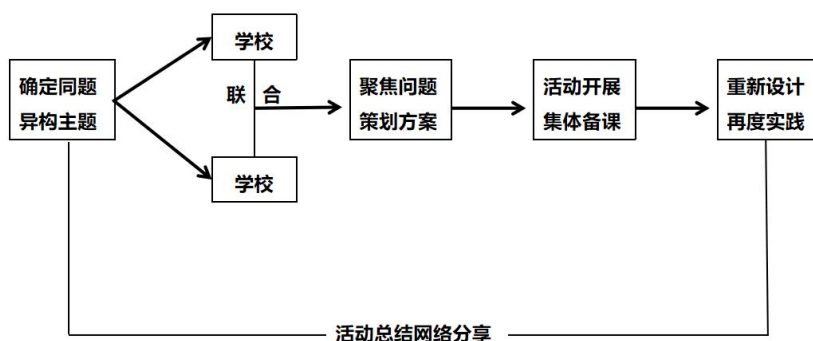 确定同题
异构主题
学校
联 合
学校
聚焦问题
策划方案
活动开展
集体备课
重新设计
再度实践
活动总结网络分享